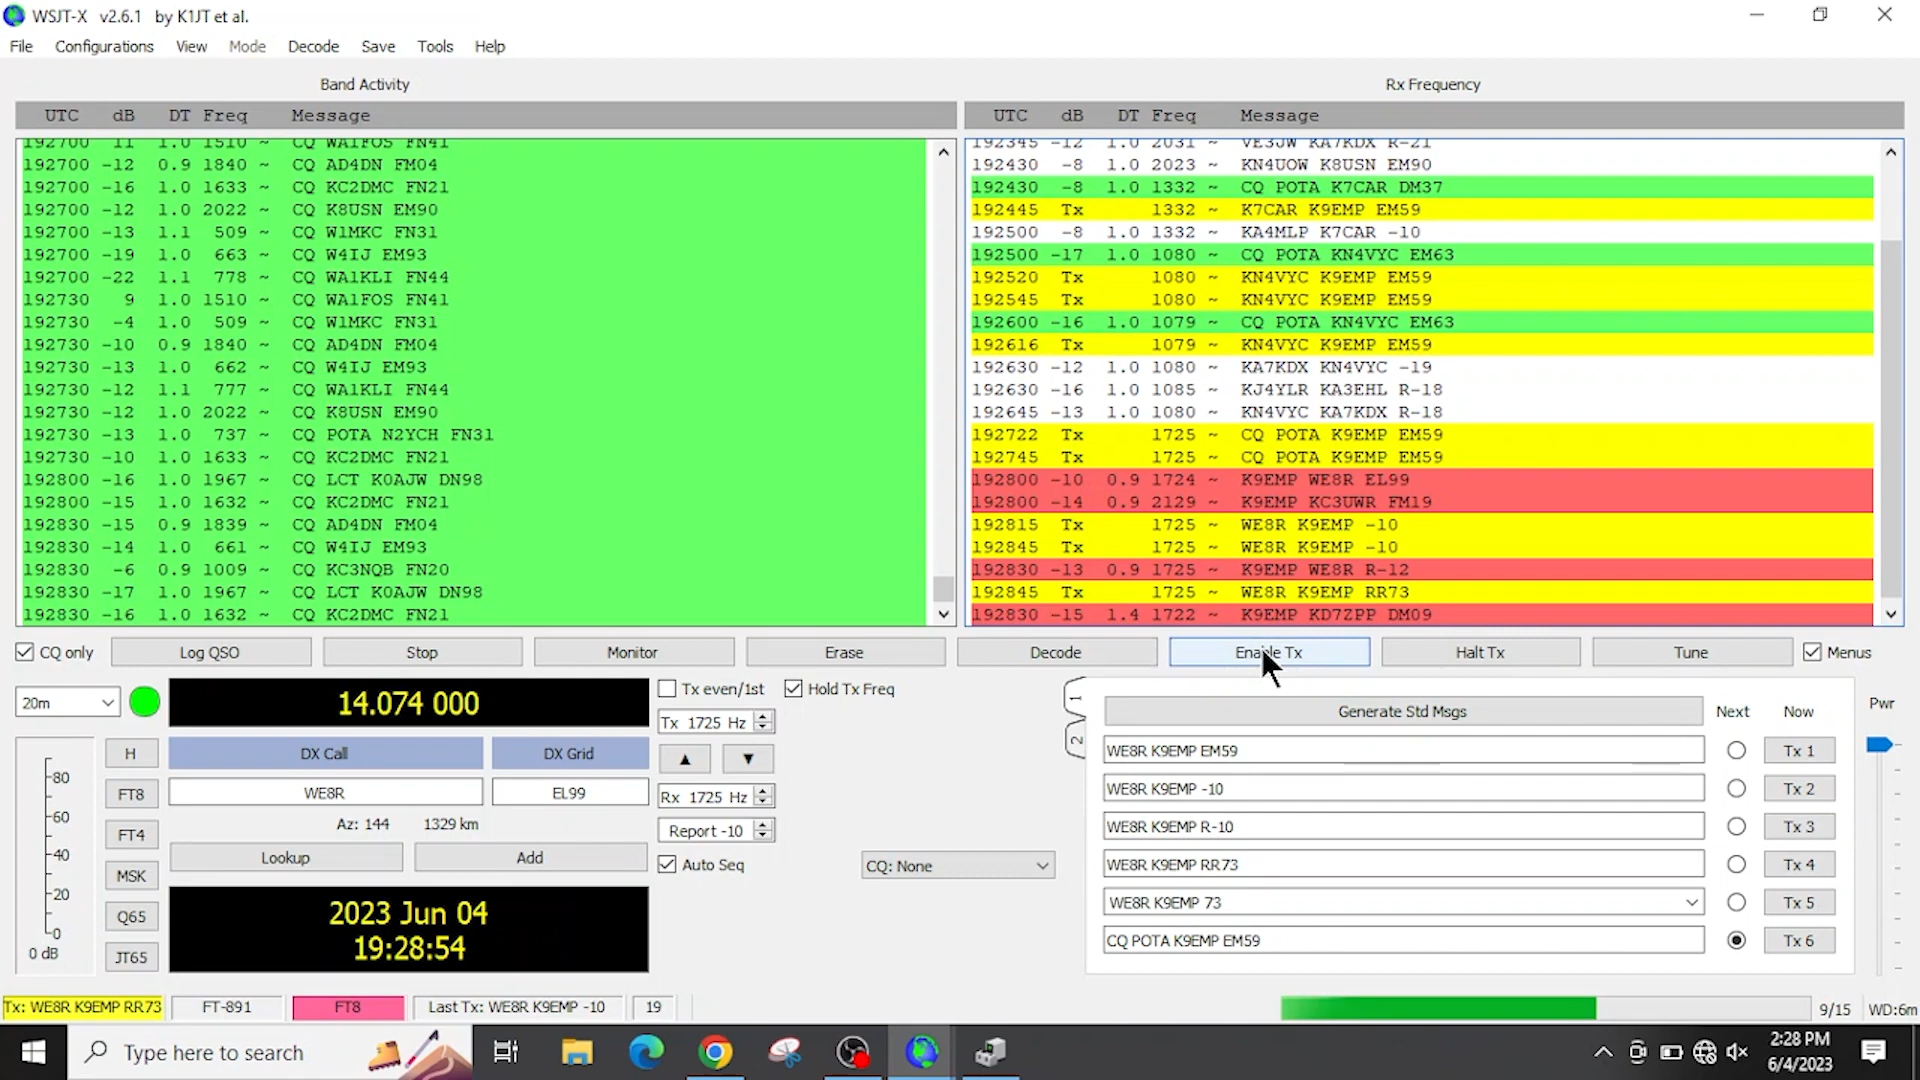 WSJT-X v2.6.1 by K1JT et al.
File Configurations View Mode Decode Save Tools Help
Band Activity
UTC dB DT Freq Message
192700 11 1.0 1510 ~ CQ WA1FOS FN41
192700 -12 0.9 1840 ~ CQ AD4DN FM04
192700 -16 1.0 1633 ~ CQ KC2DMC FN21
192700 -12 1.0 2022 ~ CQ K8USN EM90
192700 -13 1.1 509 ~ CQ W1MKC FN31
192700 -19 1.0 663 ~ CQ W4IJ EM93
192700 -22 1.1 778 ~ CQ WA1KLI FN44
192730 9 1.0 1510 ~ CQ WA1FOS FN41
192730 -4 1.0 509 ~ CQ W1MKC FN31
192730 -10 0.9 1840 ~ CQ AD4DN FM04
192730 -13 1.0 662 ~ CQ W4IJ EM93
192730 -12 1.1 777 ~ CQ WA1KLI FN44
192730 -12 1.0 2022 ~ CQ K8USN EM90
192730 -13 1.0 737 ~ CQ POTA N2YCH FN31
192730 -10 1.0 1633 ~ CQ KC2DMC FN21
192800 -16 1.0 1967 ~ CQ LCT K0AJW DN98
192800 -15 1.0 1632 ~ CQ KC2DMC FN21
192830 -15 0.9 1839 ~ CQ AD4DN FM04
192830 -14 1.0 661 ~ CQ W4IJ EM93
192830 -6 0.9 1009 ~ CQ KC3NQB FN20
192830 -17 1.0 1967 ~ CQ LCT K0AJW DN98
192830 -16 1.0 1632 ~ CQ KC2DMC FN21
Rx Frequency
UTC dB DT Freq Message
192345 -12 1.0 2031 ~ VE3JW KA7KDX R-21
192430 -8 1.0 2023 ~ KN4UOW K8USN EM90
192430 -8 1.0 1332 ~ CQ POTA K7CAR DM37
192445 Tx 1332 ~ K7CAR K9EMP EM59
192500 -8 1.0 1332 ~ KA4MLP K7CAR -10
192500 -17 1.0 1080 ~ CQ POTA KN4VYC EM63
192520 Tx 1080 ~ KN4VYC K9EMP EM59
192545 Tx 1080 ~ KN4VYC K9EMP EM59
192600 -16 1.0 1079 ~ CQ POTA KN4VYC EM63
192616 Tx 1079 ~ KN4VYC K9EMP EM59
192630 -12 1.0 1080 ~ KA7KDX KN4VYC -19
192630 -16 1.0 1085 ~ KJ4YLR KA3EHL R-18
192645 -13 1.0 1080 ~ KN4VYC KA7KDX R-18
192722 Tx 1725 ~ CQ POTA K9EMP EM59
192745 Tx 1725 ~ CQ POTA K9EMP EM59
192800 -10 0.9 1724 ~ K9EMP WE8R EL99
192800 -14 0.9 2129 ~ K9EMP KC3UWR FM19
192815 Tx 1725 ~ WE8R K9EMP -10
192845 Tx 1725 ~ WE8R K9EMP -10
192830 -13 0.9 1725 ~ K9EMP WE8R R-12
192845 Tx 1725 ~ WE8R K9EMP RR73
192830 -15 1.4 1722 ~ K9EMP KD7ZPP DM09
CQ only Log QSO Stop Monitor Erase Decode Enable Tx Halt Tx Tune Menus
20m 14.074 000
Tx even/1st Hold Tx Freq
Tx 1725 Hz
DX Call DX Grid
WE8R EL99
Az: 144 1329 km
Lookup Add
Rx 1725 Hz
Report -10
Auto Seq
CQ: None
2023 Jun 04
19:28:54
80
60
40
20
0
0 dB
H
FT8
FT4
MSK
Q65
JT65
1
2
Generate Std Msgs Next Now Pwr
WE8R K9EMP EM59 Tx 1
WE8R K9EMP -10 Tx 2
WE8R K9EMP R-10 Tx 3
WE8R K9EMP RR73 Tx 4
WE8R K9EMP 73 Tx 5
CQ POTA K9EMP EM59 Tx 6
Tx: WE8R K9EMP RR73 FT-891 FT8 Last Tx: WE8R K9EMP -10 19 9/15 WD:6m
Type here to search
2:28 PM
6/4/2023